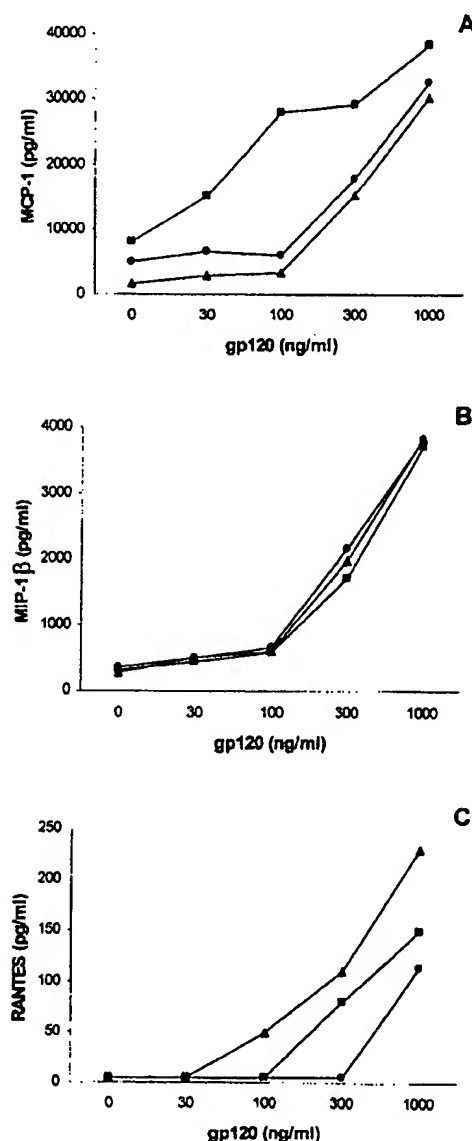 A
40000
30000
20000
10000
0
MCP-1 (pg/ml)
0 30 100 300 1000
gp120 (ng/ml)
B
4000
3000
2000
1000
0
MIP-1β (pg/ml)
0 30 100 300 1000
gp120 (ng/ml)
C
250
200
150
100
50
0
RANTES (pg/ml)
0 30 100 300 1000
gp120 (ng/ml)